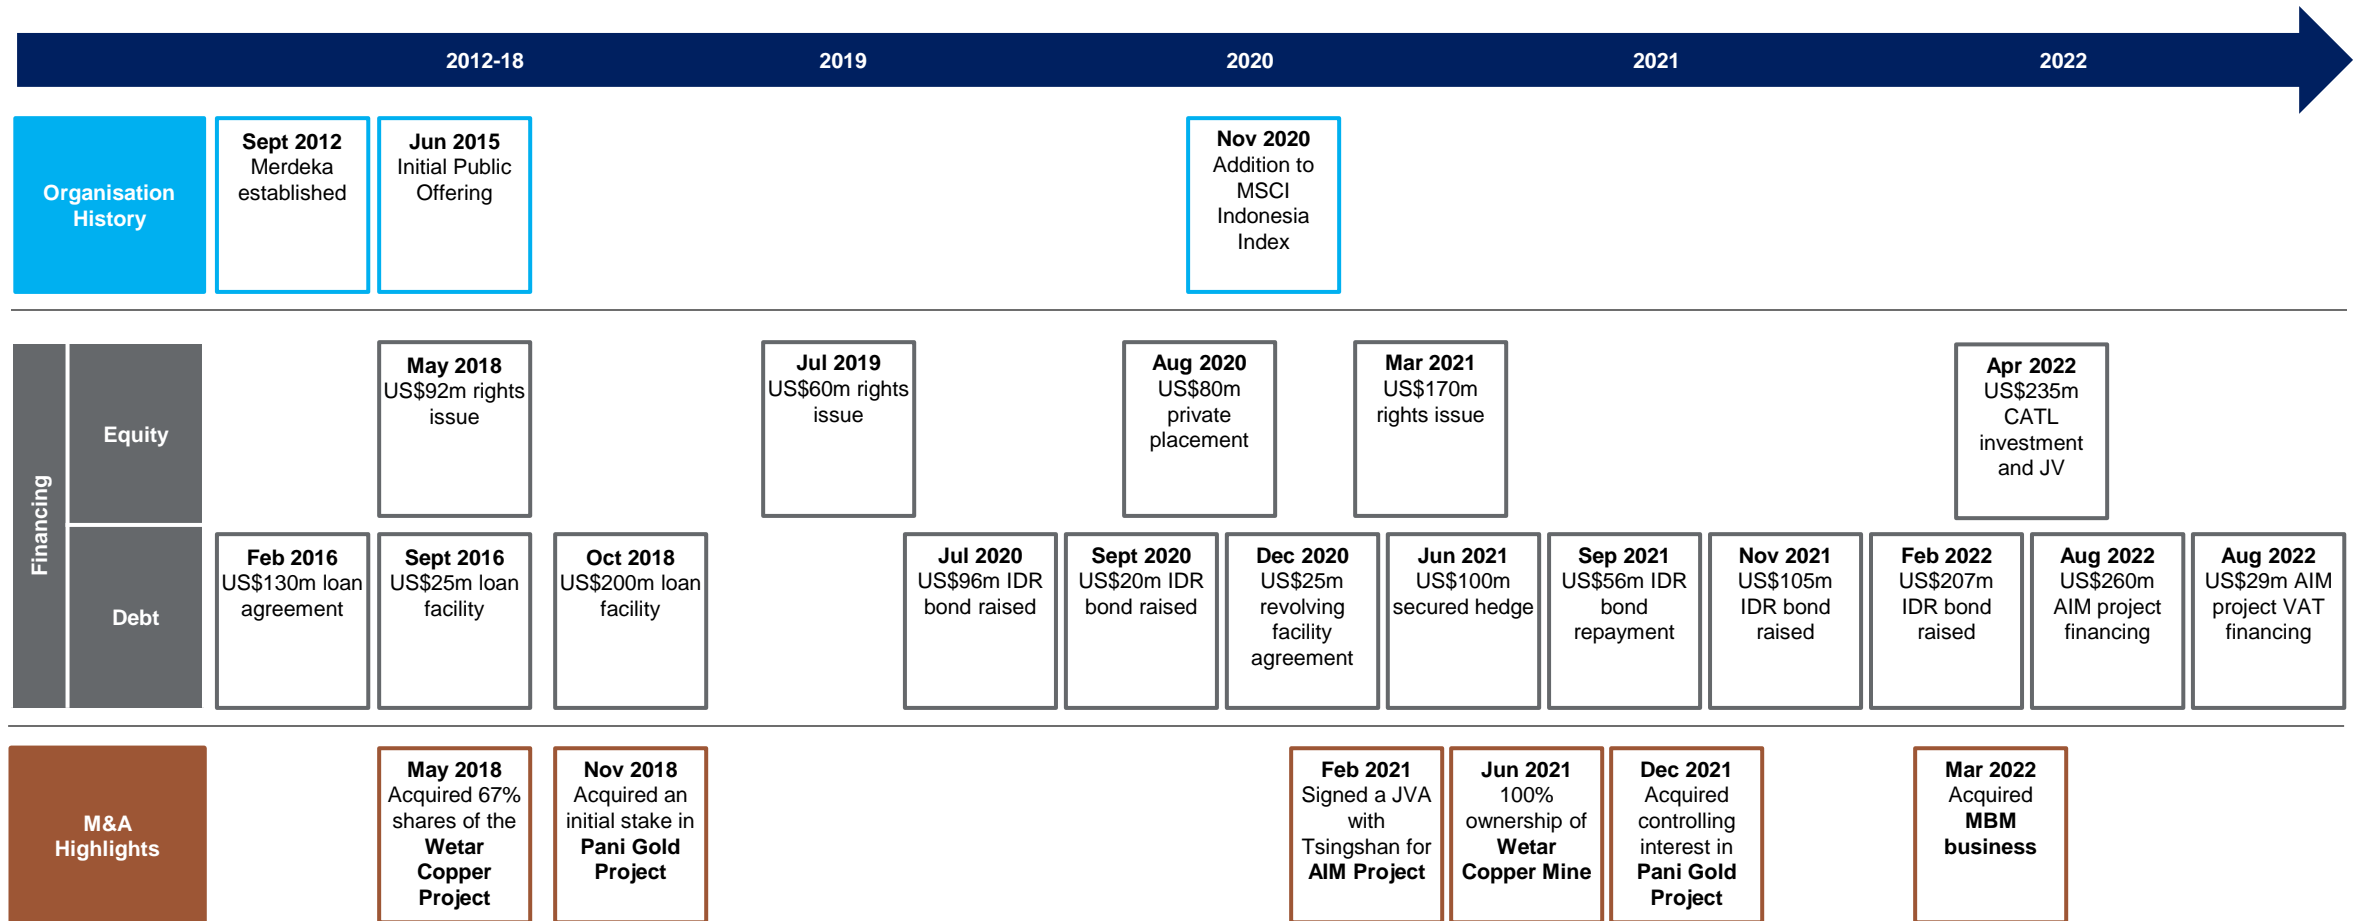 2012-18
2019
2020
2021
2022
Organisation
History
Sept 2012
Merdeka
established
Jun 2015
Initial Public
Offering
Nov 2020
Addition to
MSCI
Indonesia
Index
Financing
Equity
May 2018
US$92m rights
issue
Jul 2019
US$60m rights
issue
Aug 2020
US$80m
private
placement
Mar 2021
US$170m
rights issue
Apr 2022
US$235m
CATL
investment
and JV
Debt
Feb 2016
US$130m loan
agreement
Sept 2016
US$25m loan
facility
Oct 2018
US$200m loan
facility
Jul 2020
US$96m IDR
bond raised
Sept 2020
US$20m IDR
bond raised
Dec 2020
US$25m
revolving
facility
agreement
Jun 2021
US$100m
secured hedge
Sep 2021
US$56m IDR
bond
repayment
Nov 2021
US$105m
IDR bond
raised
Feb 2022
US$207m
IDR bond
raised
Aug 2022
US$260m
AIM project
financing
Aug 2022
US$29m AIM
project VAT
financing
M&A
Highlights
May 2018
Acquired 67%
shares of the
Wetar
Copper
Project
Nov 2018
Acquired an
initial stake in
Pani Gold
Project
Feb 2021
Signed a JVA
with
Tsingshan for
AIM Project
Jun 2021
100%
ownership of
Wetar
Copper Mine
Dec 2021
Acquired
controlling
interest in
Pani Gold
Project
Mar 2022
Acquired
MBM
business